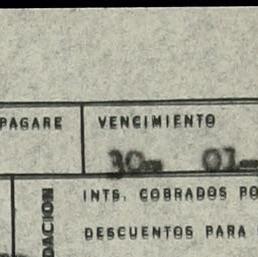 PAGARE VENCIMIENTO
30- 01-
INTS. COBRADOS PO
DACION
DESCUENTOS PARA